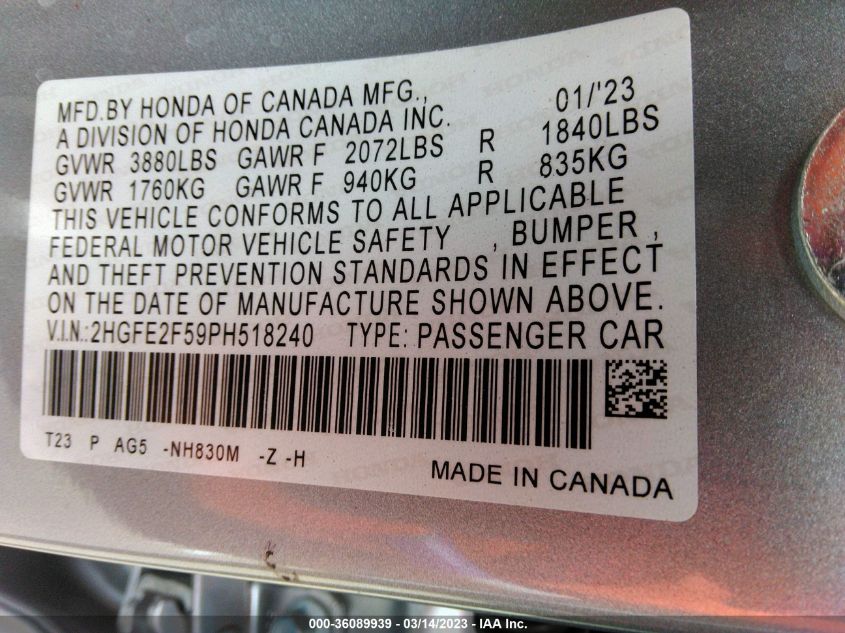 MFD.BY HONDA OF CANADA MFG., 01/'23
A DIVISION OF HONDA CANADA INC.
GVWR 3880LBS GAWR F 2072LBS R 1840LBS
GVWR 1760KG GAWR F 940KG R 835KG
THIS VEHICLE CONFORMS TO ALL APPLICABLE
FEDERAL MOTOR VEHICLE SAFETY , BUMPER ,
AND THEFT PREVENTION STANDARDS IN EFFECT
ON THE DATE OF MANUFACTURE SHOWN ABOVE.
V.I.N.:2HGFE2F59PH518240 TYPE: PASSENGER CAR
T23 P AG5 -NH830M -Z -H
MADE IN CANADA
000-36089939 - 03/14/2023 - IAA Inc.